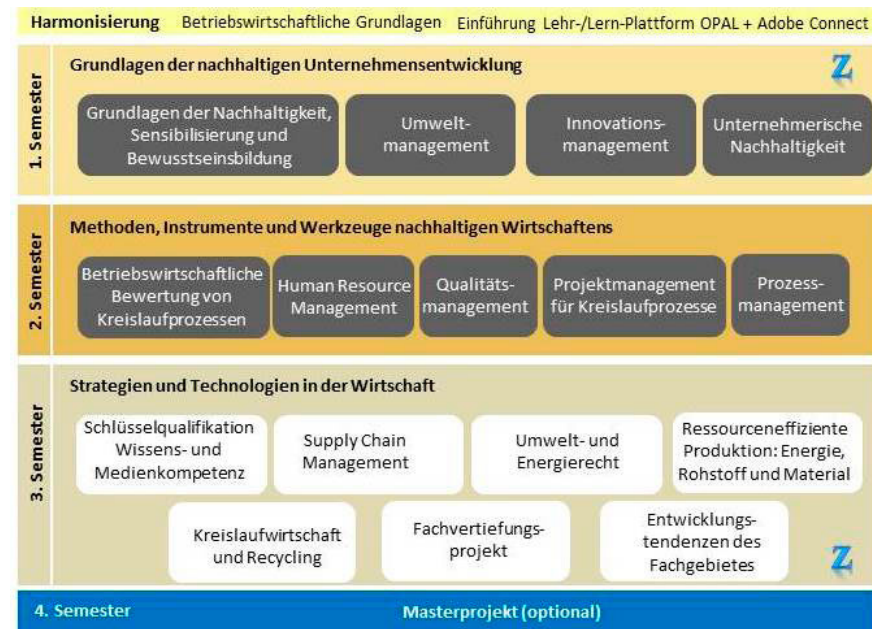 Harmonisierung Betriebswirtschaftliche Grundlagen Einführung Lehr-/Lern-Plattform OPAL + Adobe Connect
1. Semester
Grundlagen der nachhaltigen Unternehmensentwicklung
Z
Grundlagen der Nachhaltigkeit,
Sensibilisierung und
Bewusstseinsbildung
Umwelt-
management
Innovations-
management
Unternehmerische
Nachhaltigkeit
2. Semester
Methoden, Instrumente und Werkzeuge nachhaltigen Wirtschaftens
Betriebswirtschaftliche
Bewertung von
Kreislaufprozessen
Human Resource
Management
Qualitäts-
management
Projektmanagement
für Kreislaufprozesse
Prozess-
management
3. Semester
Strategien und Technologien in der Wirtschaft
Schlüsselqualifikation
Wissens- und
Medienkompetenz
Supply Chain
Management
Umwelt- und
Energierecht
Ressourceneffiziente
Produktion: Energie,
Rohstoff und Material
Kreislaufwirtschaft
und Recycling
Fachvertiefungs-
projekt
Entwicklungs-
tendenzen des
Fachgebietes
Z
4. Semester Masterprojekt (optional)